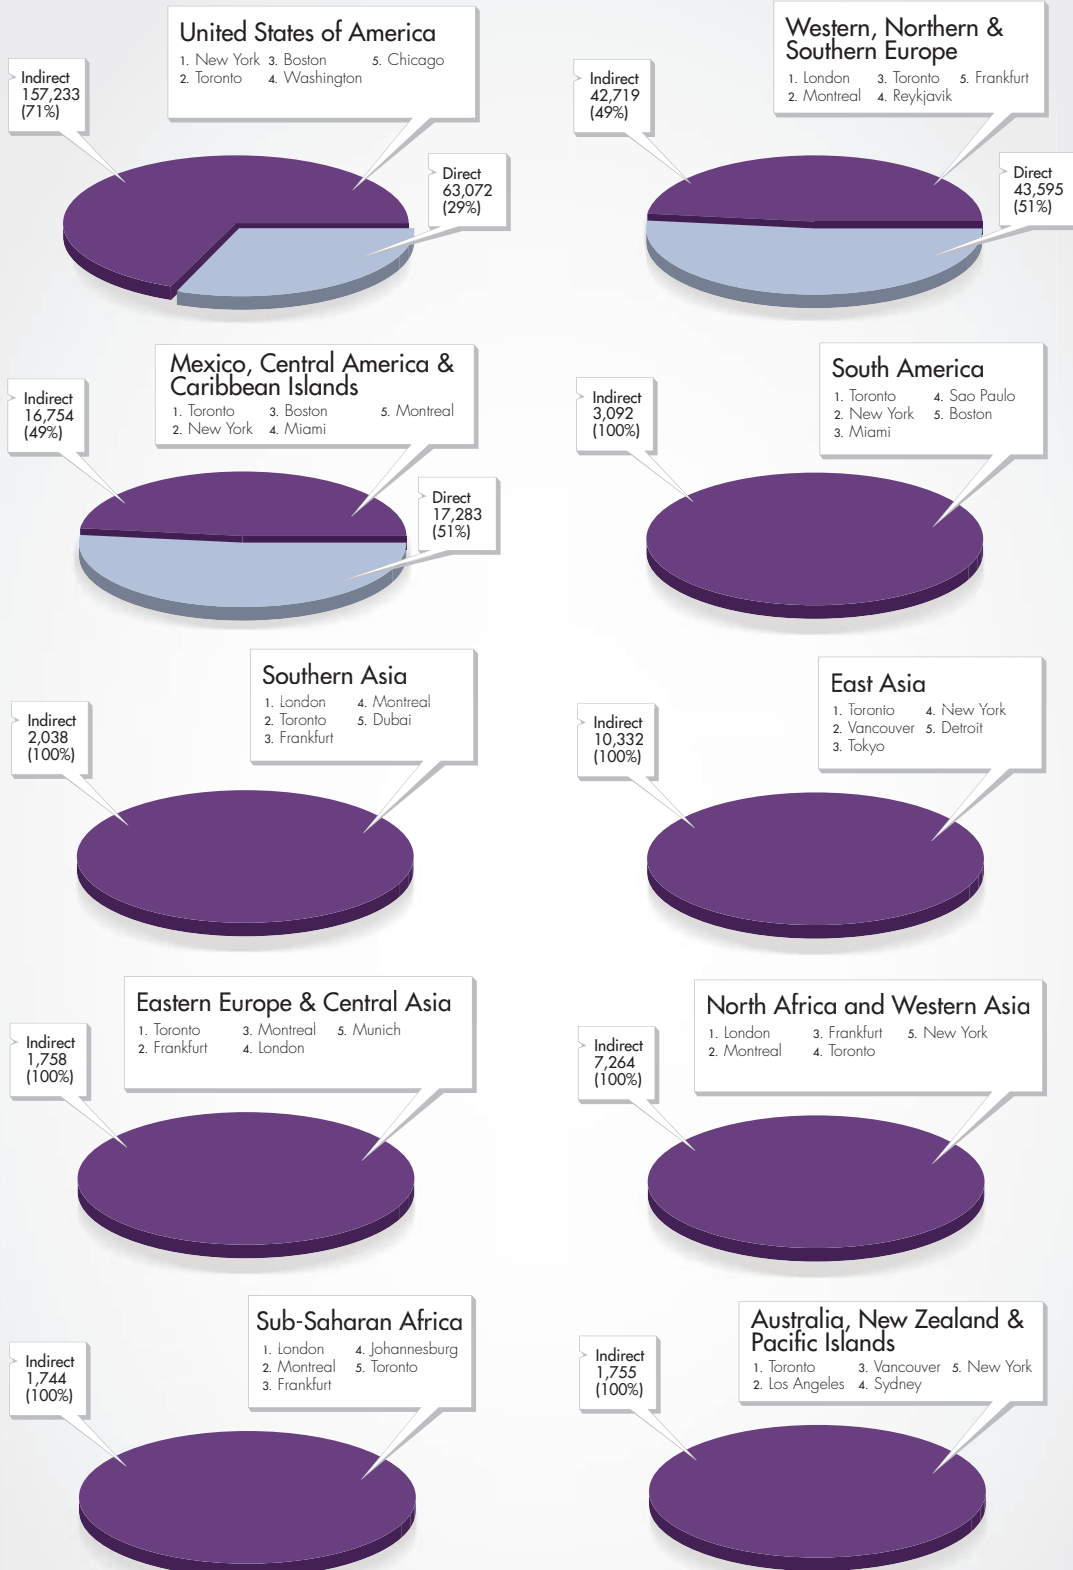 United States of America
1. New York 3. Boston 5. Chicago
2. Toronto 4. Washington
Indirect
157,233
(71%)
Direct
63,072
(29%)
Western, Northern &
Southern Europe
1. London 3. Toronto 5. Frankfurt
2. Montreal 4. Reykjavik
Indirect
42,719
(49%)
Direct
43,595
(51%)
Mexico, Central America &
Caribbean Islands
1. Toronto 3. Boston 5. Montreal
2. New York 4. Miami
Indirect
16,754
(49%)
Direct
17,283
(51%)
South America
1. Toronto 4. Sao Paulo
2. New York 5. Boston
3. Miami
Indirect
3,092
(100%)
Southern Asia
1. London 4. Montreal
2. Toronto 5. Dubai
3. Frankfurt
Indirect
2,038
(100%)
East Asia
1. Toronto 4. New York
2. Vancouver 5. Detroit
3. Tokyo
Indirect
10,332
(100%)
Eastern Europe & Central Asia
1. Toronto 3. Montreal 5. Munich
2. Frankfurt 4. London
Indirect
1,758
(100%)
North Africa and Western Asia
1. London 3. Frankfurt 5. New York
2. Montreal 4. Toronto
Indirect
7,264
(100%)
Sub-Saharan Africa
1. London 4. Johannesburg
2. Montreal 5. Toronto
3. Frankfurt
Indirect
1,744
(100%)
Australia, New Zealand &
Pacific Islands
1. Toronto 3. Vancouver 5. New York
2. Los Angeles 4. Sydney
Indirect
1,755
(100%)